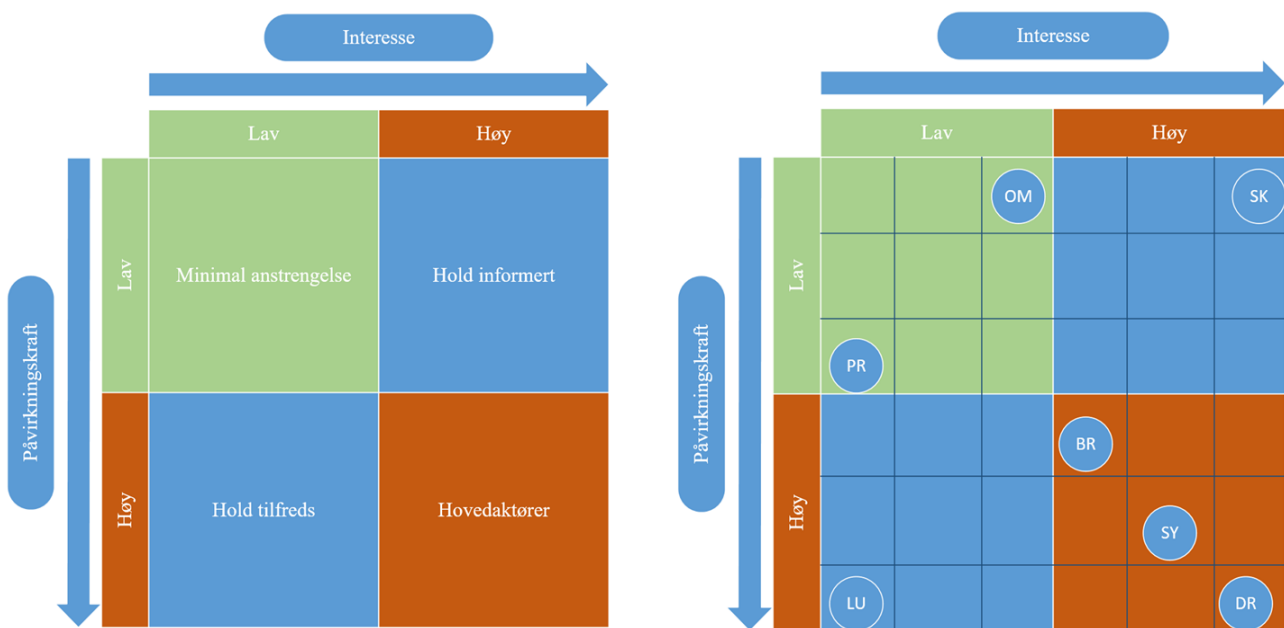 Interesse
Lav
Høy
Påvirkningskraft
Lav
Minimal anstrengelse
Hold informert
Høy
Hold tilfreds
Hovedaktører
Interesse
Lav
Høy
Påvirkningskraft
Lav
OM
SK
PR
Høy
BR
SY
LU
DR